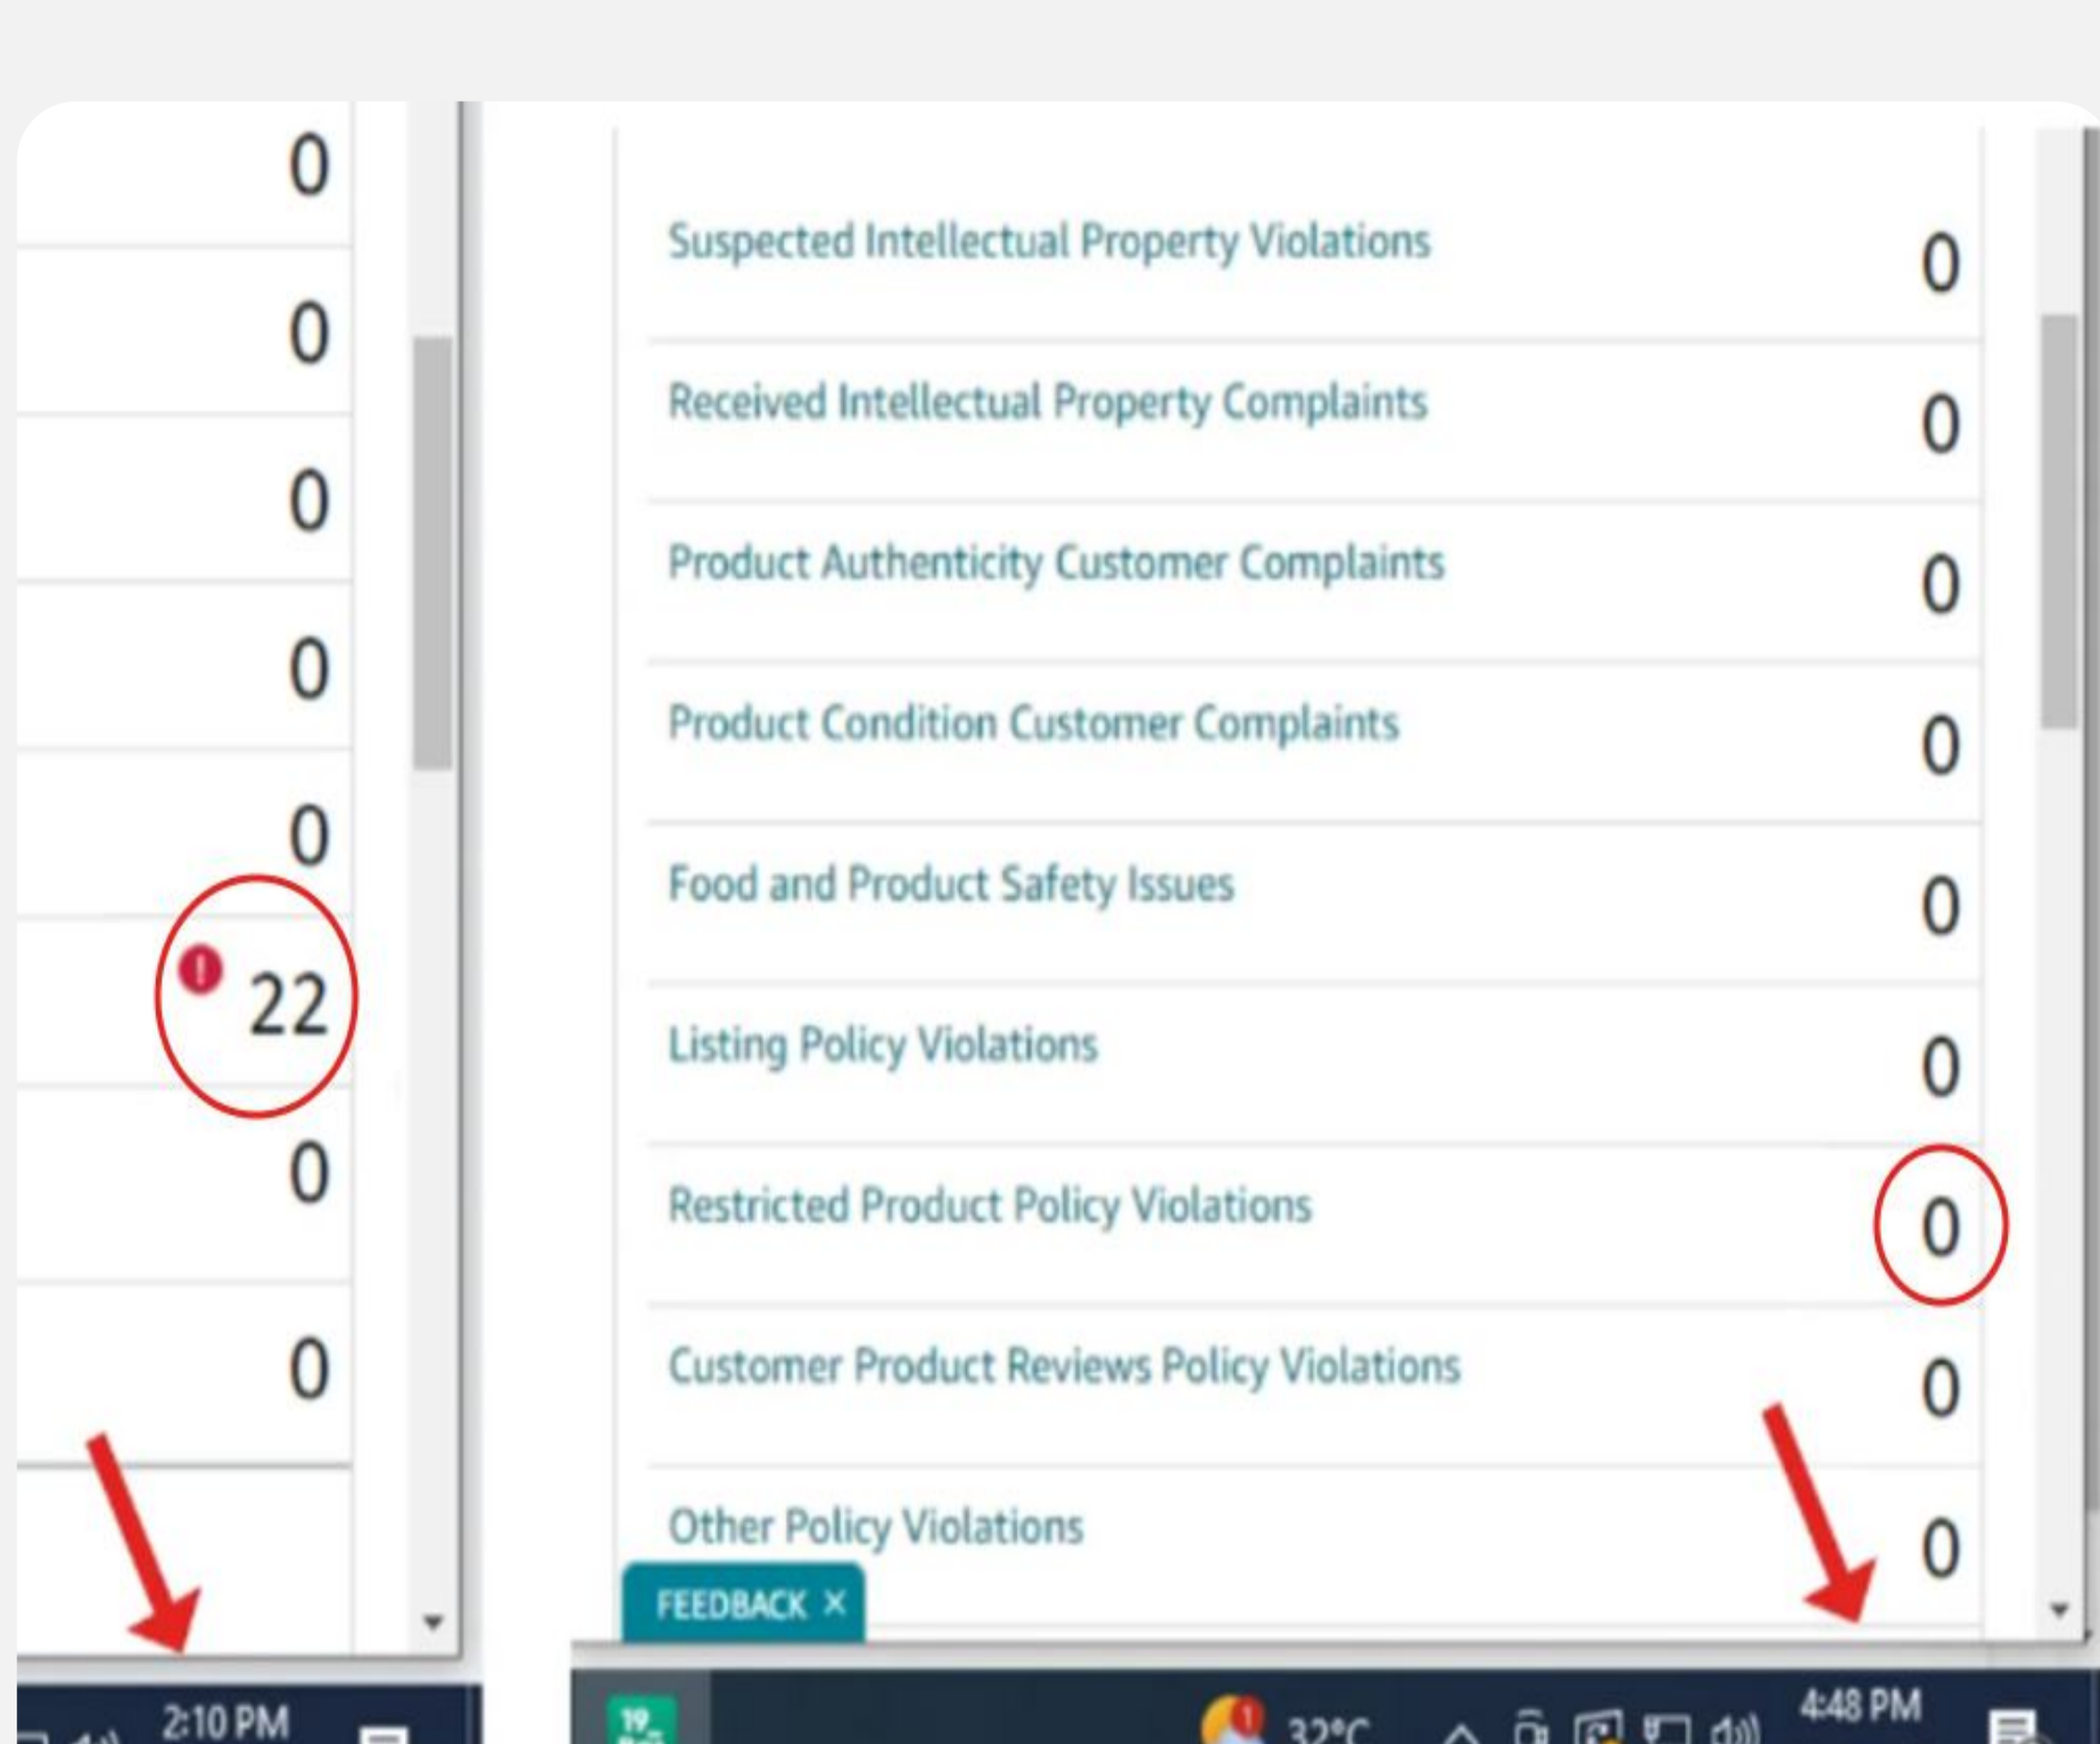 0
0
0
0
0
! 22
0
0
2:10 PM
Suspected Intellectual Property Violations 0
Received Intellectual Property Complaints 0
Product Authenticity Customer Complaints 0
Product Condition Customer Complaints 0
Food and Product Safety Issues 0
Listing Policy Violations 0
Restricted Product Policy Violations 0
Customer Product Reviews Policy Violations 0
Other Policy Violations 0
FEEDBACK ×
19_
1
32°C
4:48 PM